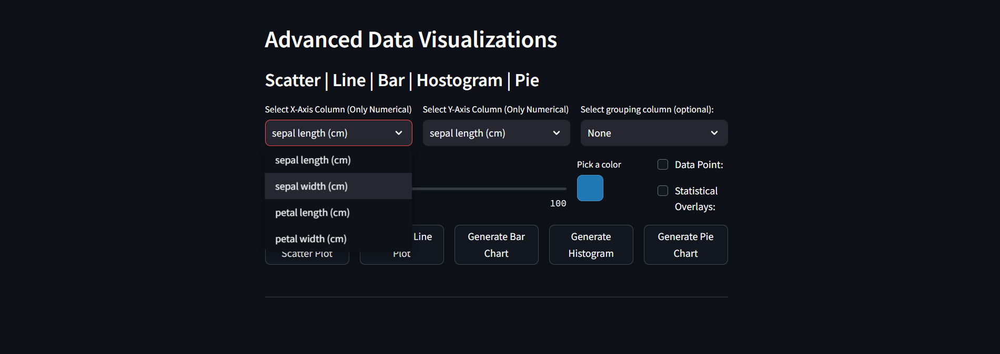 Advanced Data Visualizations
Scatter | Line | Bar | Hostogram | Pie
Select X-Axis Column (Only Numerical)
Select Y-Axis Column (Only Numerical)
Select grouping column (optional):
sepal length (cm)
sepal length (cm)
None
sepal length (cm)
sepal width (cm)
petal length (cm)
petal width (cm)
Pick a color
Data Point:
Statistical
Overlays:
100
Scatter Plot
Line
Plot
Generate Bar
Chart
Generate
Histogram
Generate Pie
Chart